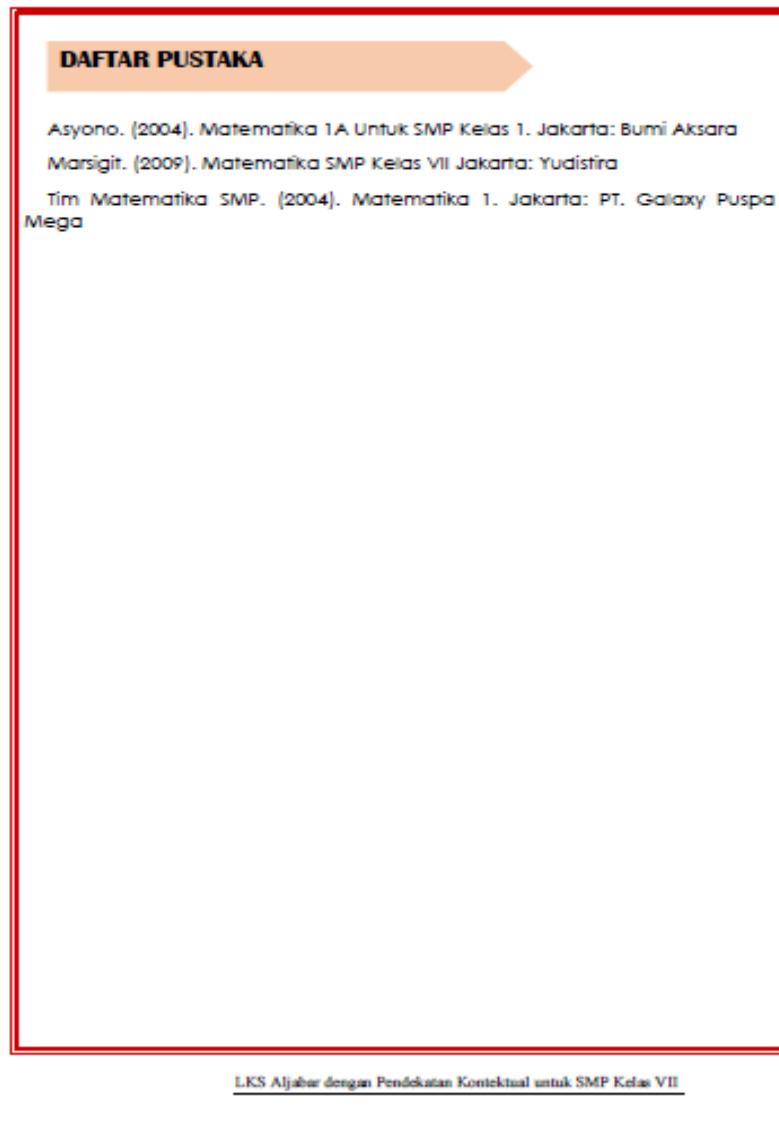 DAFTAR PUSTAKA
Asyono. (2004). Matematika 1A Untuk SMP Kelas 1. Jakarta: Bumi Aksara
Marsigit. (2009). Matematika SMP Kelas VII Jakarta: Yudistira
Tim Matematika SMP. (2004). Matematika 1. Jakarta: PT. Galaxy Puspa
Mega
LKS Aljabar dengan Pendekatan Kontektual untuk SMP Kelas VII